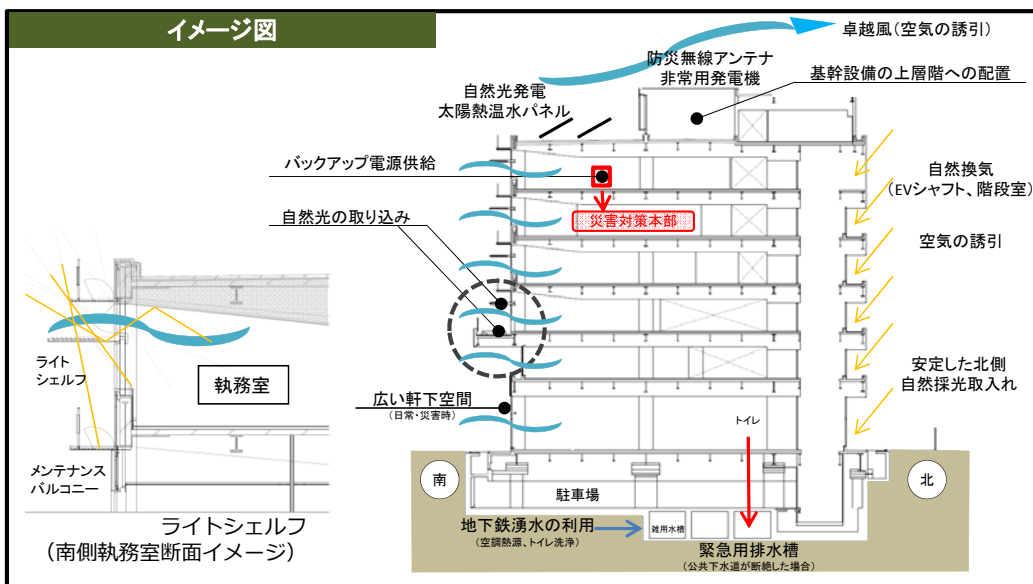 イメージ図
卓越風(空気の誘引)
防災無線アンテナ
非常用発電機
基幹設備の上層階への配置
自然光発電
太陽熱温水パネル
バックアップ電源供給
自然換気
(EVシャフト、階段室)
災害対策本部
自然光の取り込み
空気の誘引
ライト
シェルフ
執務室
安定した北側
自然採光取入れ
広い軒下空間
(日常・災害時)
トイレ
メンテナンス
バルコニー
南
北
駐車場
ライトシェルフ
(南側執務室断面イメージ)
地下鉄湧水の利用
(空調熱源、トイレ洗浄)
雑用水槽
緊急用排水槽
(公共下水道が断絶した場合)